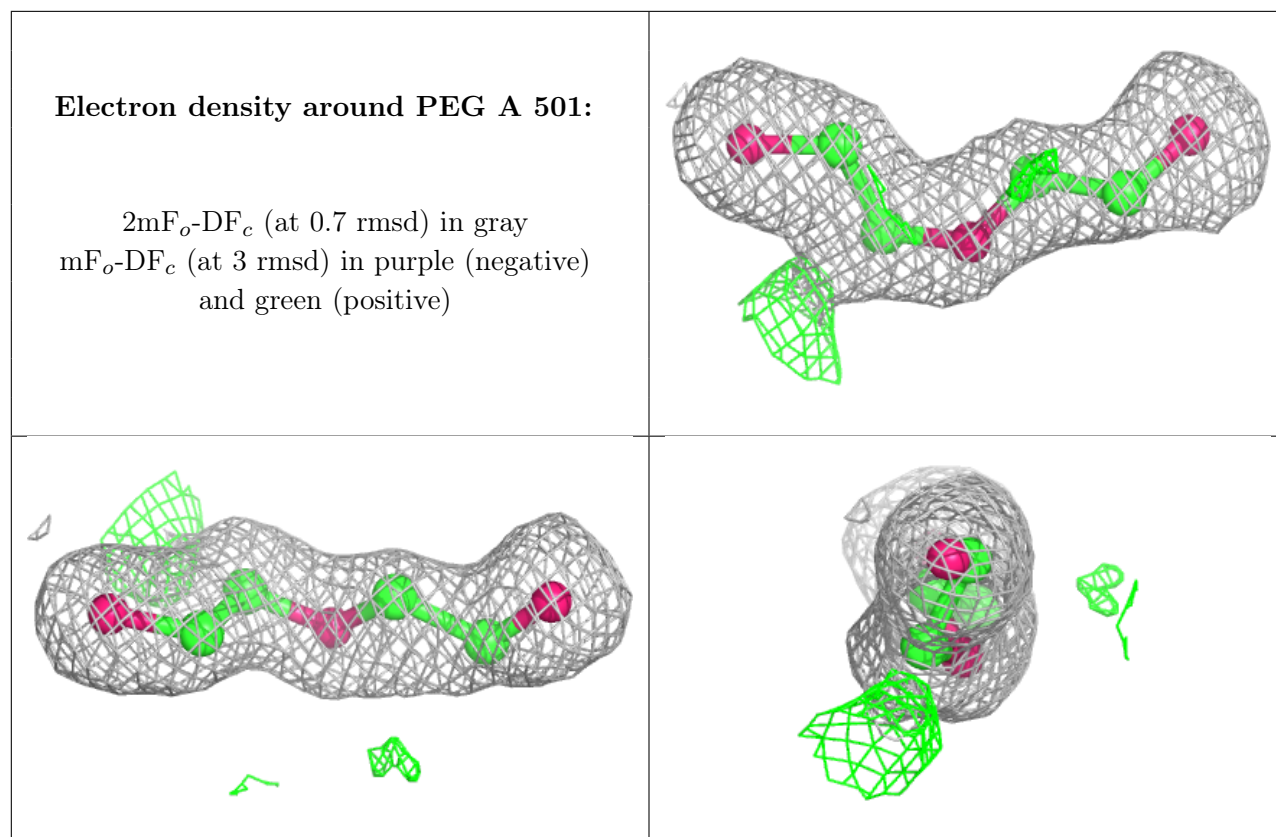 Electron density around PEG A 501:
2mFo-DFc (at 0.7 rmsd) in gray
mFo-DFc (at 3 rmsd) in purple (negative)
and green (positive)